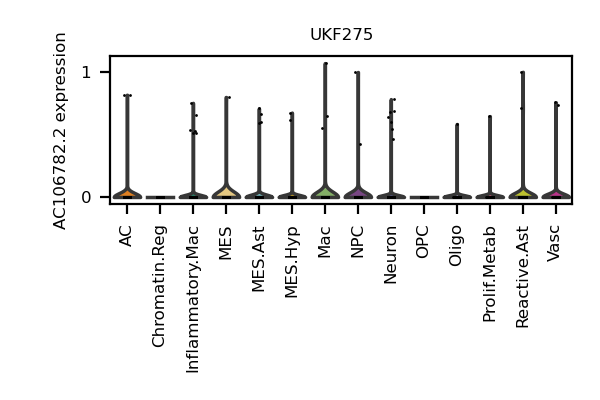 UKF275
AC106782.2 expression
1
0
AC
Chromatin.Reg
Inflammatory.Mac
MES
MES.Ast
MES.Hyp
Mac
NPC
Neuron
OPC
Oligo
Prolif.Metab
Reactive.Ast
Vasc